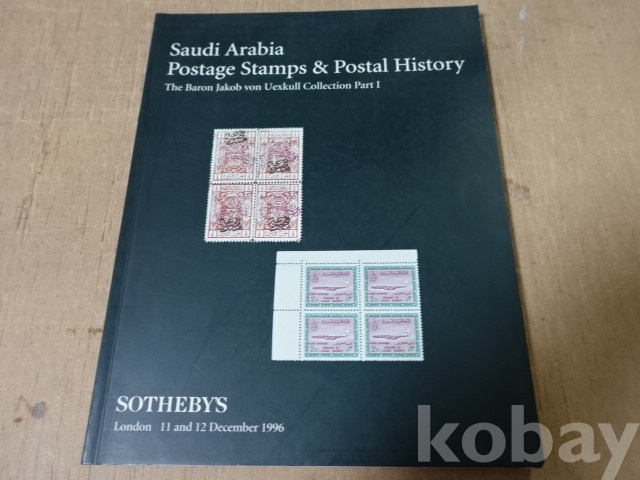 Saudi Arabia
Postage Stamps & Postal History
The Baron Jakob von Uexkull Collection Part I
SOTHEBY'S
London 11 and 12 December 1996
kobay